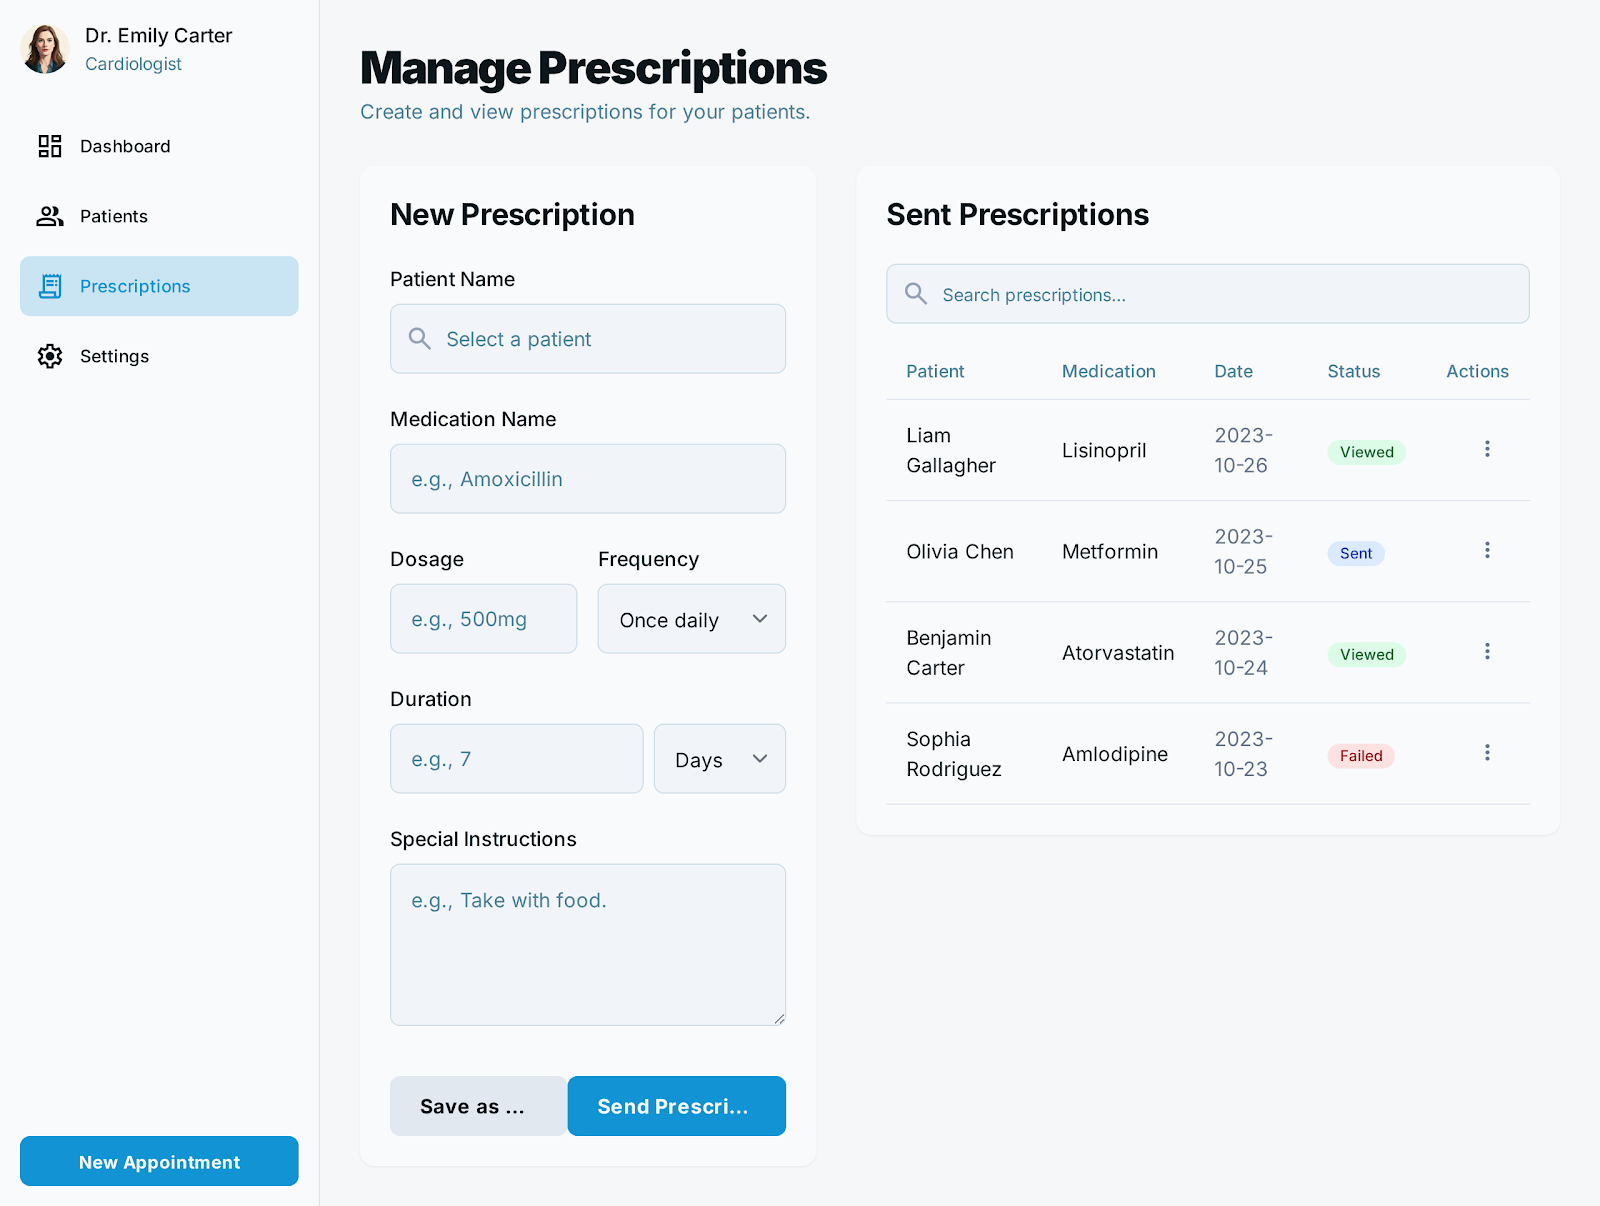 Dr. Emily Carter
Cardiologist
Dashboard
Patients
Prescriptions
Settings
New Appointment
Manage Prescriptions
Create and view prescriptions for your patients.
New Prescription
Patient Name
Select a patient
Medication Name
e.g., Amoxicillin
Dosage
Frequency
e.g., 500mg
Once daily
Duration
e.g., 7
Days
Special Instructions
e.g., Take with food.
Save as ...
Send Prescri...
Sent Prescriptions
Search prescriptions...
Patient Medication Date Status Actions
Liam
Gallagher
Lisinopril
2023-
10-26
Viewed
Olivia Chen
Metformin
2023-
10-25
Sent
Benjamin
Carter
Atorvastatin
2023-
10-24
Viewed
Sophia
Rodriguez
Amlodipine
2023-
10-23
Failed